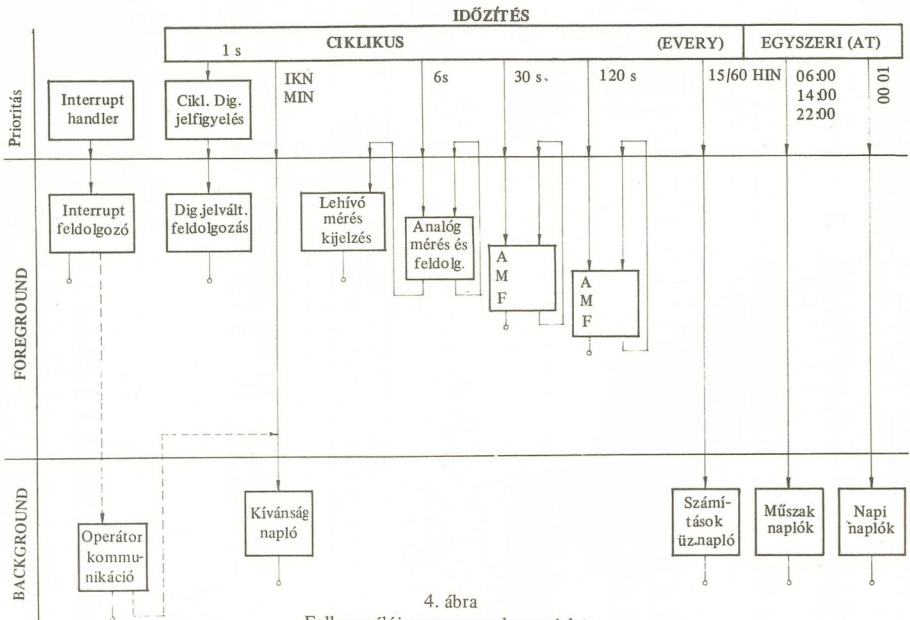 IDŐZÍTÉS
CIKLIKUS (EVERY) EGYSZERI (AT)
1 s
IKN
MIN
6s
30 s.
120 s
15/60 HIN
06:00
14:00
22:00
00 01
Prioritás
Interrupt
handler
Cikl. Dig.
jelfigyelés
FOREGROUND
Interrupt
feldolgozó
Dig.jelvált.
feldolgozás
Lehívó
mérés
kijelzés
Analóg
mérés és
feldolg.
A
M
F
A
M
F
BACKGROUND
Operátor
kommu-
nikáció
Kívánság
napló
Számí-
tások
üz.napló
Műszak
naplók
Napi
naplók
4. ábra